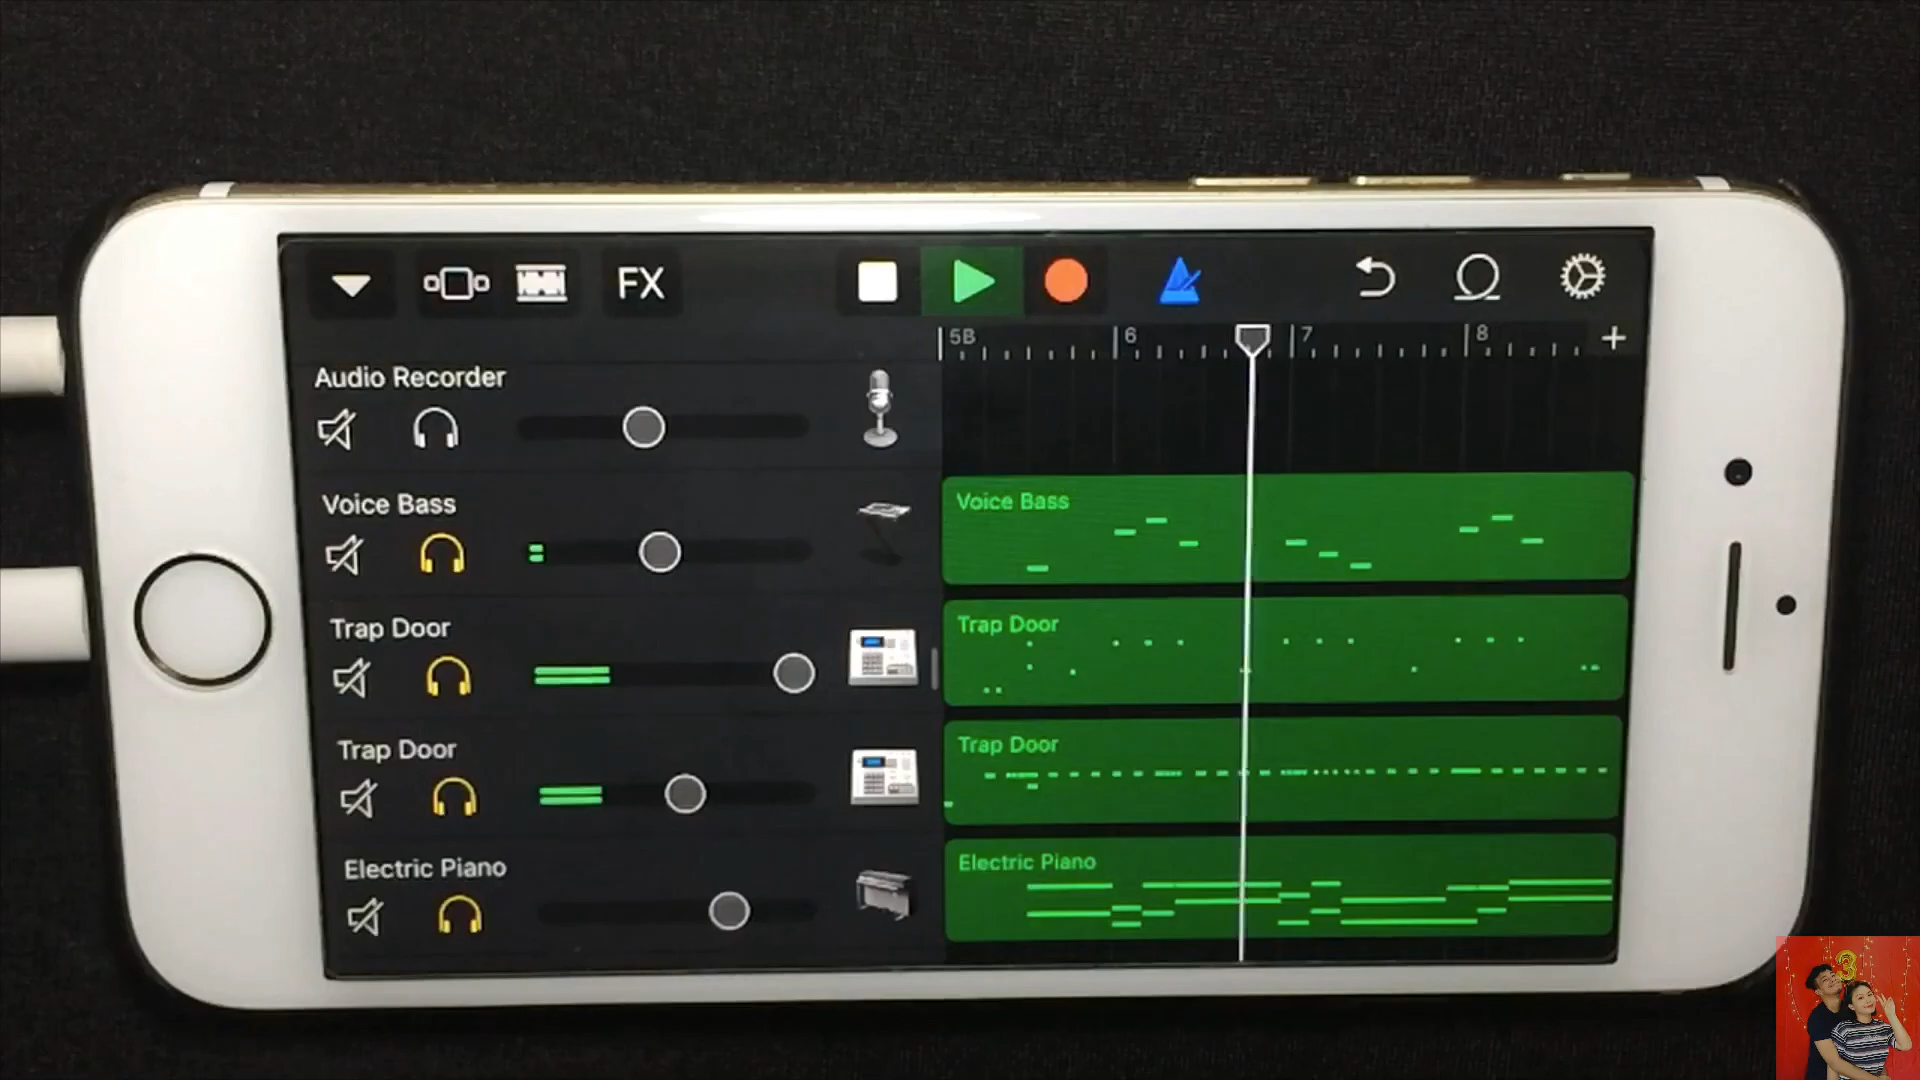 FX
5B 6 7 8
Audio Recorder
Voice Bass
Voice Bass
Trap Door
Trap Door
Trap Door
Trap Door
Electric Piano
Electric Piano
3